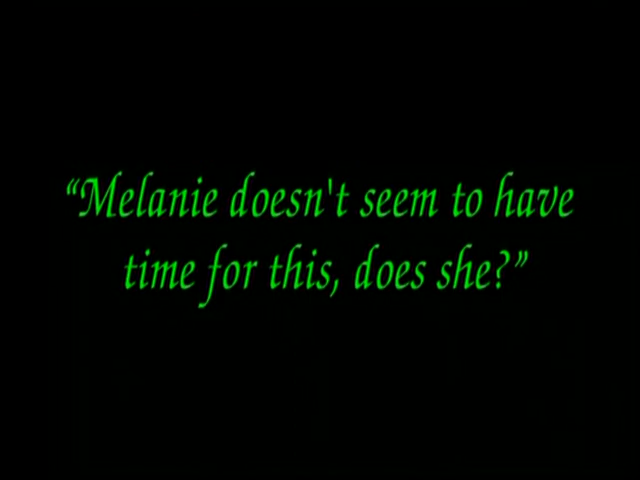 “Melanie doesn't seem to have
time for this, does she?”